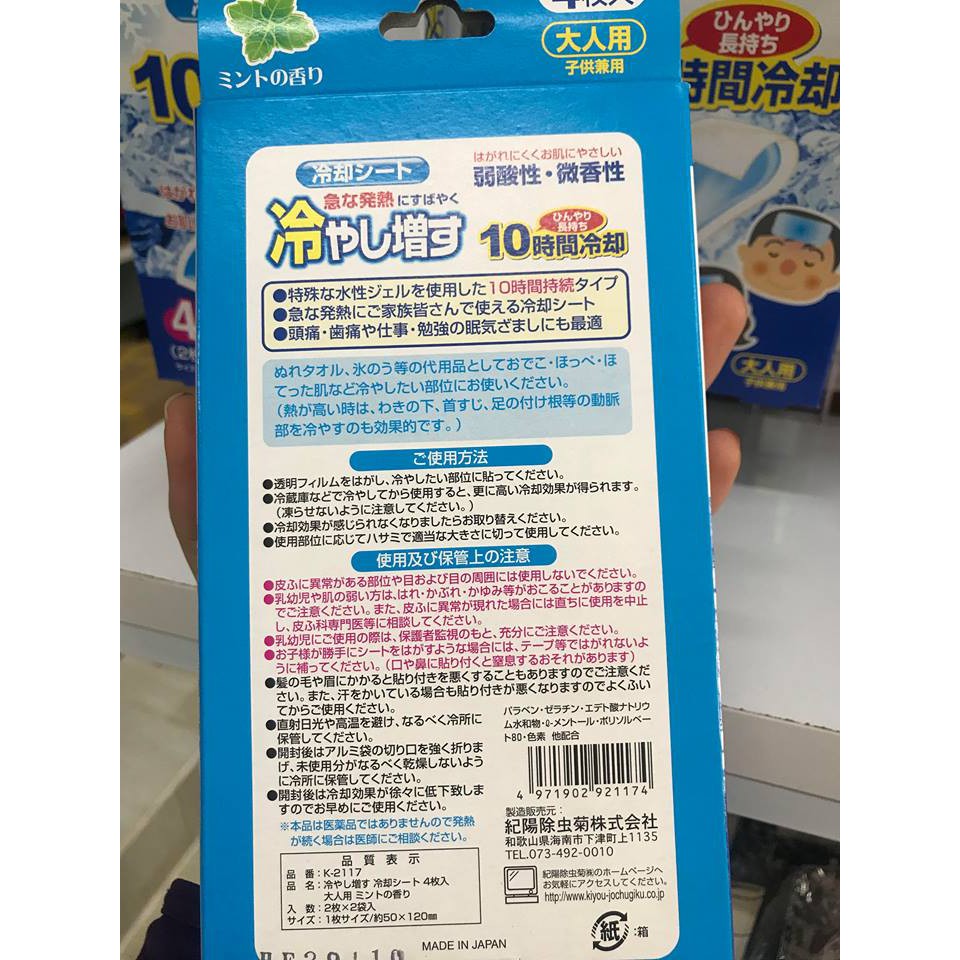 ミントの香り
大人用
子供兼用
冷却シート
急な発熱にすばやく
冷やし増す
はがれにくくお肌にやさしい
弱酸性・微香性
ひんやり
長持ち
10時間冷却
●特殊な水性ジェルを使用した10時間持続タイプ
●急な発熱にご家族皆さんで使える冷却シート
●頭痛・歯痛や仕事・勉強の眠気ざましにも最適
ぬれタオル、氷のう等の代用品としておでこ・ほっぺ・ほ
てった肌など冷やしたい部位にお使いください。
(熱が高い時は、わきの下、首すじ、足の付け根等の動脈
部を冷やすのも効果的です。)
ご使用方法
●透明フィルムをはがし、冷やしたい部位に貼ってください。
●冷蔵庫などで冷やしてから使用すると、更に高い冷却効果が得られます。
(凍らせないように注意してください。)
●冷却効果が感じられなくなりましたらお取り替えください。
●使用部位に応じてハサミで適当な大きさに切って使用してください。
使用及び保管上の注意
●皮ふに異常がある部位や目および目の周囲には使用しないでください。
●乳幼児や肌の弱い方は、はれ・かぶれ・かゆみ等がおこることがありますの
でご注意ください。また、皮ふに異常が現れた場合には直ちに使用を中止
し、皮ふ科専門医等に相談してください。
●乳幼児にご使用の際は、保護者監視のもと、充分にご注意ください。
●お子様が勝手にシートをはがすような場合には、テープ等ではがれないよ
うに補ってください。(口や鼻に貼り付くと窒息するおそれがあります)
●髪の毛や眉にかかると貼り付きを悪くすることもありますのでご注意くだ
さい。また、汗をかいている場合も貼り付きが悪くなりますのでよくふい
てからご使用ください。
●直射日光や高温を避け、なるべく冷所に
保管してください。
●開封後はアルミ袋の切り口を強く折りま
げ、未使用分がなるべく乾燥しないよう
に冷所に保管してください。
●開封後は冷却効果が徐々に低下致しま
すのでお早めにご使用ください。
※本品は医薬品ではありませんので発熱
が続く場合は医師にご相談ください。
品質表示
品番:K-2117
品名:冷やし増す 冷却シート 4枚入
大人用 ミントの香り
入数:2枚×2袋入
サイズ:1枚サイズ/約50×120mm
パラベン・ゼラチン・エデト酸ナトリウ
ム水和物・ℓ-メントール・ポリソルベー
ト80・色素 他配合
4 971902 921174
製造販売元:
紀陽除虫菊株式会社
和歌山県海南市下津町上1135
TEL.073-492-0010
紀陽除虫菊㈱のホームページへ
お気軽にアクセスしてください。
http://www.kiyou-jochugiku.co.jp
紙
:箱
MADE IN JAPAN
10
ひんやり
長持ち
時間冷却
大人用
子供兼用